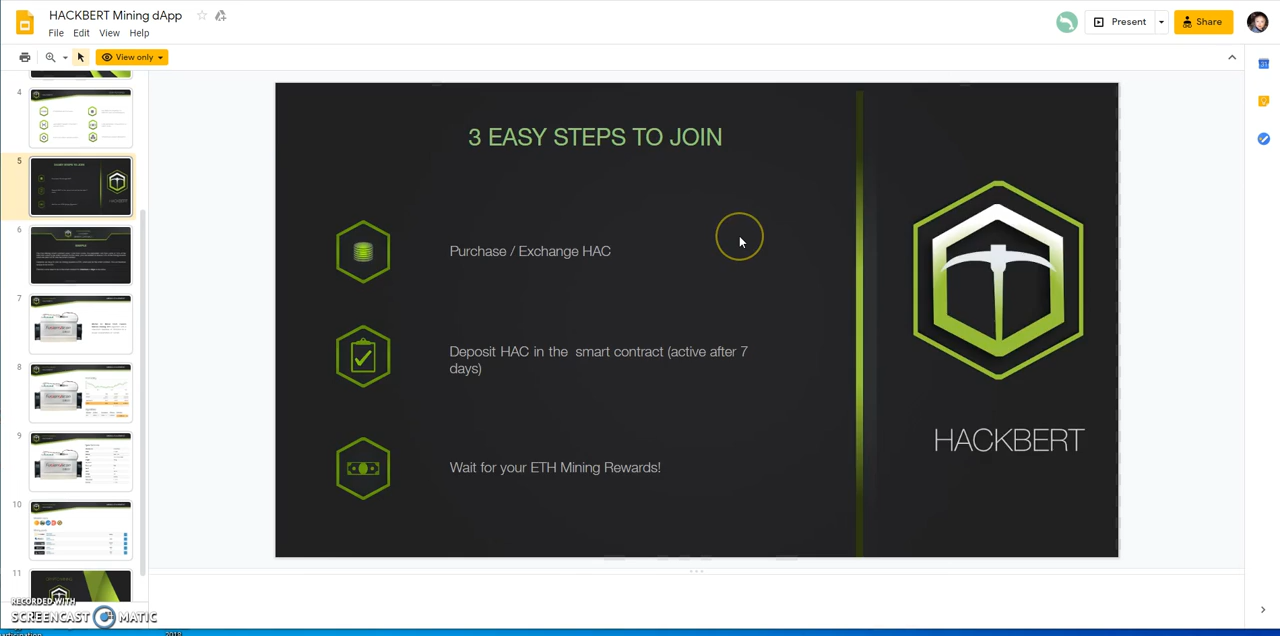 HACKBERT Mining dApp
File Edit View Help
Present
Share
View only
4
5
6
7
8
9
10
11
3 EASY STEPS TO JOIN
Purchase / Exchange HAC
Deposit HAC in the smart contract (active after 7
days)
Wait for your ETH Mining Rewards!
HACKBERT
RECORDED WITH
SCREENCAST MATIC
2018